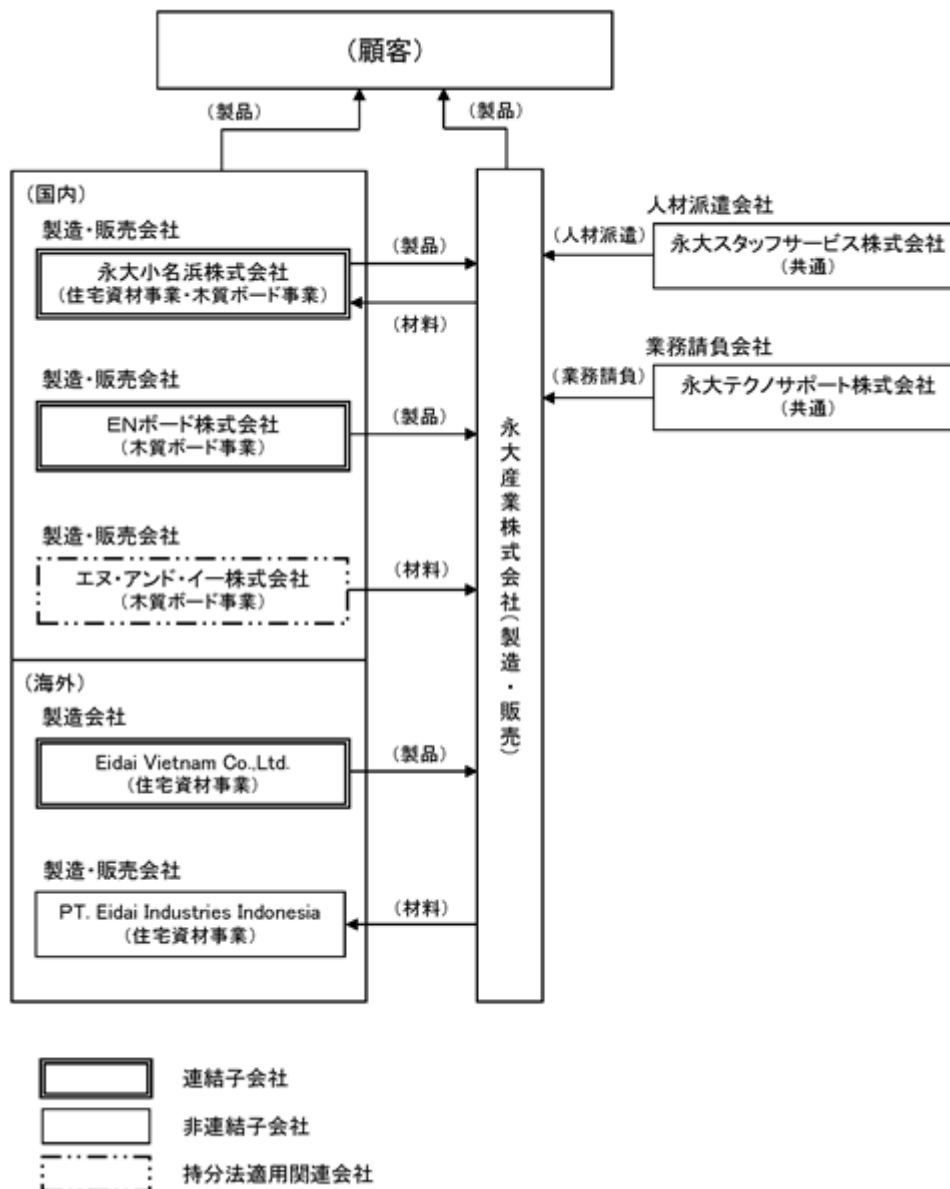 （顧客）
（製品）
（製品）
（国内）
製造・販売会社
永大小名浜株式会社
（住宅資材事業・木質ボード事業）
（製品）
（材料）
製造・販売会社
ENボード株式会社
（木質ボード事業）
（製品）
製造・販売会社
エヌ・アンド・イー株式会社
（木質ボード事業）
（材料）
（海外）
製造会社
Eidai Vietnam Co.,Ltd.
（住宅資材事業）
（製品）
製造・販売会社
PT. Eidai Industries Indonesia
（住宅資材事業）
（材料）
永大産業株式会社（製造・販売）
人材派遣会社
（人材派遣）
永大スタッフサービス株式会社
（共通）
業務請負会社
（業務請負）
永大テクノサポート株式会社
（共通）
連結子会社
非連結子会社
持分法適用関連会社